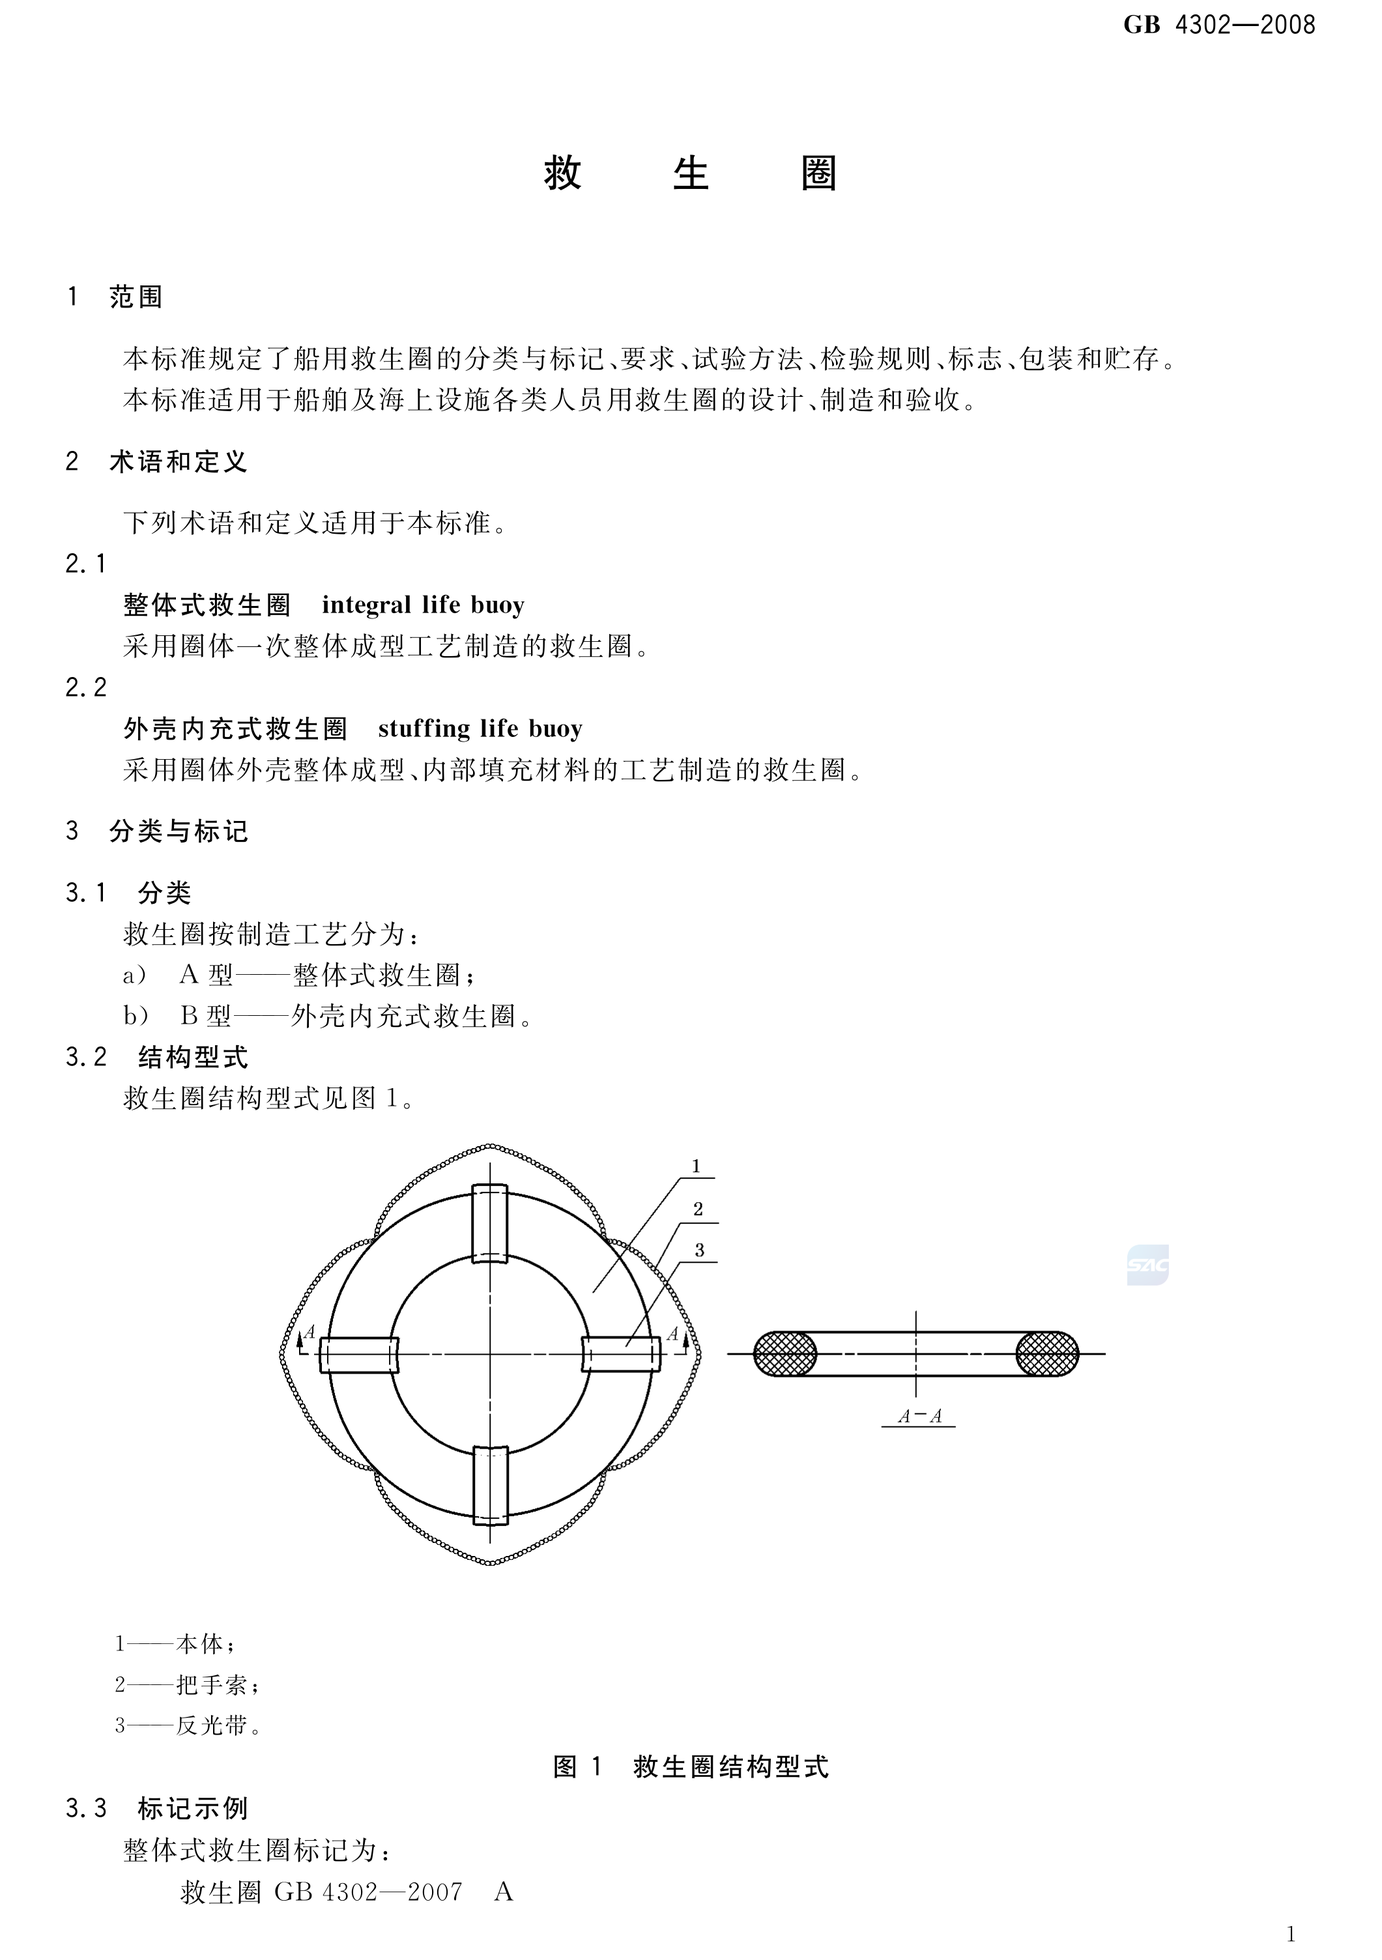 GB 4302—2008
救 生 圈
1 范围
本标准规定了船用救生圈的分类与标记、要求、试验方法、检验规则、标志、包装和贮存。
本标准适用于船舶及海上设施各类人员用救生圈的设计、制造和验收。
2 术语和定义
下列术语和定义适用于本标准。
2.1
整体式救生圈 integral life buoy
采用圈体一次整体成型工艺制造的救生圈。
2.2
外壳内充式救生圈 stuffing life buoy
采用圈体外壳整体成型、内部填充材料的工艺制造的救生圈。
3 分类与标记
3.1 分类
救生圈按制造工艺分为:
a) A 型——整体式救生圈;
b) B 型——外壳内充式救生圈。
3.2 结构型式
救生圈结构型式见图 1。
1
2
3
A
A
SAC
A-A
1——本体;
2——把手索;
3——反光带。
图 1 救生圈结构型式
3.3 标记示例
整体式救生圈标记为:
救生圈 GB 4302—2007 A
1